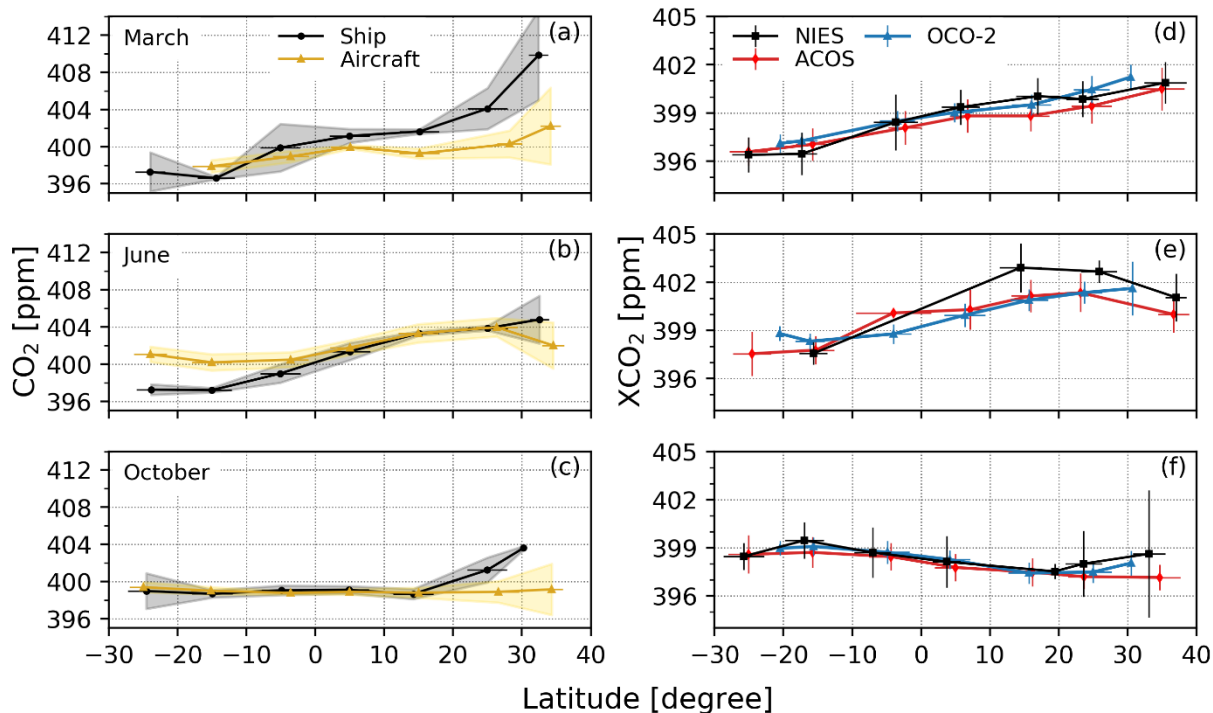 412
408
404
400
396
March
Ship
Aircraft
(a)
405
402
399
396
NIES
ACOS
OCO-2
(d)
412
408
404
400
396
June
(b)
405
402
399
396
(e)
CO₂ [ppm]
XCO₂ [ppm]
412
408
404
400
396
October
(c)
405
402
399
396
(f)
−30 −20 −10 0 10 20 30 40
−30 −20 −10 0 10 20 30 40
Latitude [degree]